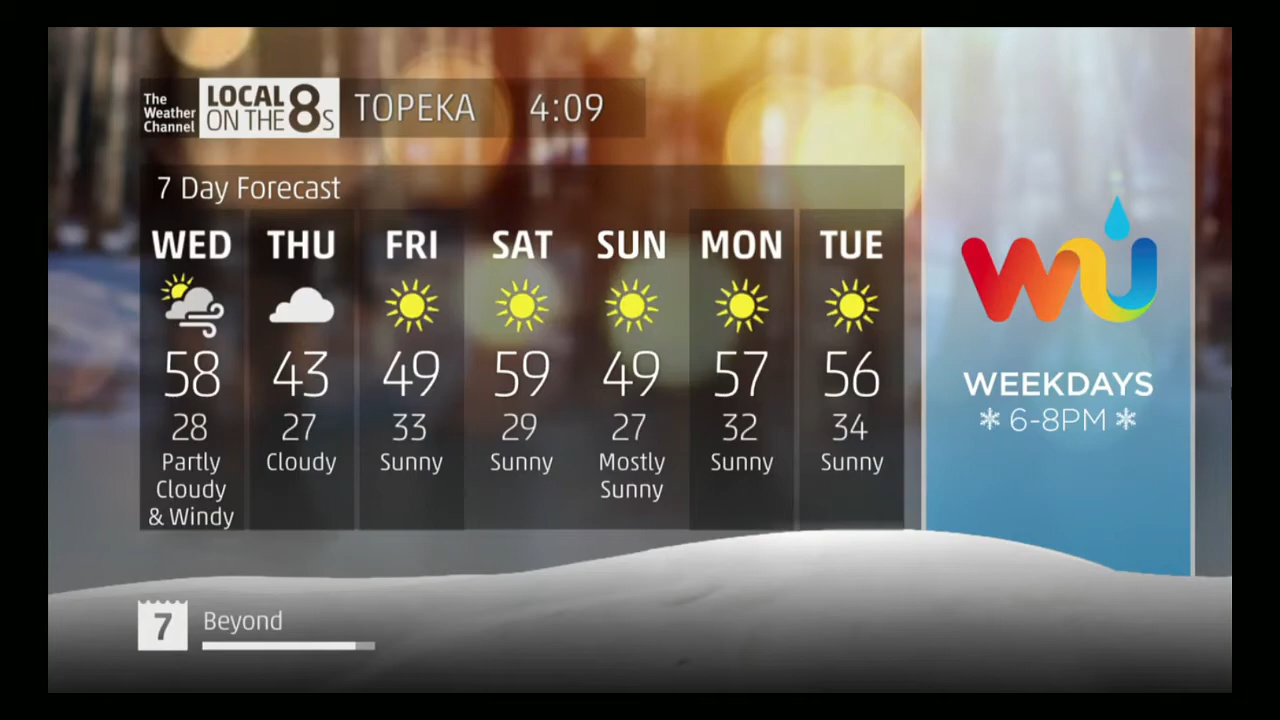 The Weather Channel
LOCAL ON THE 8s
TOPEKA 4:09
7 Day Forecast
WED THU FRI SAT SUN MON TUE
58 43 49 59 49 57 56
28 27 33 29 27 32 34
Partly Cloudy & Windy
Cloudy
Sunny
Sunny
Mostly Sunny
Sunny
Sunny
WU
WEEKDAYS
6-8PM
7
Beyond